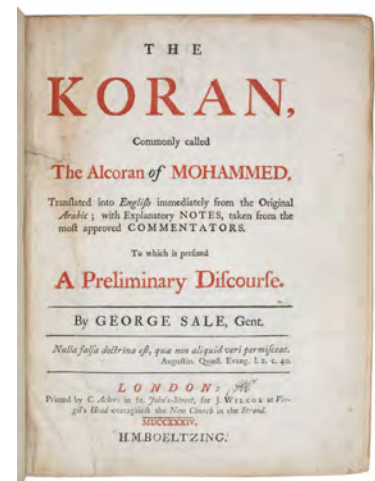 THE
KORAN,
Commonly called
The Alcoran of MOHAMMED,
Tranſlated into Engliſh immediately from the Original
Arabic; with Explanatory NOTES, taken from the
moſt approved COMMENTATORS.
To which is prefixed
A Preliminary Diſcourſe.
By GEORGE SALE, Gent.
Nulla falſa doctrina eſt, quæ non aliquid veri permiſceat.
Auguſtin. Quæſt. Evang. l. 2. c. 40.
LONDON:
Printed by C. Ackers in St. John's-Street, for J. WILCOX at Vir-
gil's Head overagainſt the New Church in the Strand.
MDCCXXXIV.
H.M.BOELTZING.